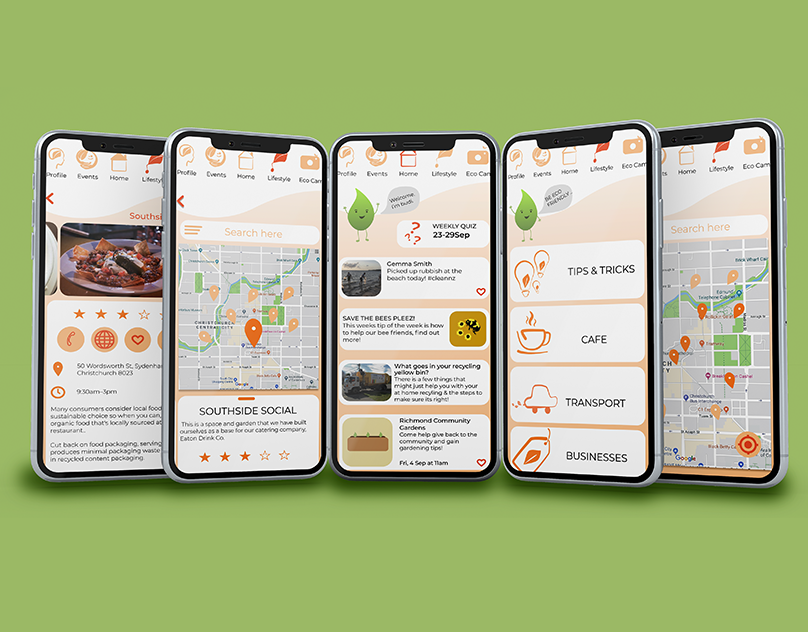 Profile
Events
Home
Lifestyle
Southsi
★ ★ ★ ☆
50 Wordsworth St, Sydenha
Christchurch 8023
9:30am-3pm
Many consumers consider local food
sustainable choice so when you can,
organic food that's locally sourced at
restaurant.
Cut back on food packaging, serving
produces minimal packaging waste
in recycled content packaging
Profile
Events
Home
Lifestyle
Eco Cam
Search here
CHRISTCHURCH
CENTRAL CITY
Google
SOUTHSIDE SOCIAL
This is a space and garden that we have built
ourselves as a base for our catering company,
Eaton Drink Co.
★ ★ ★ ☆ ☆
Profile
Events
Home
Lifestyle
Eco Cam
Welcome,
I'm budi.
???
WEEKLY QUIZ
23-29Sep
Gemma Smith
Picked up rubbish at the
beach today! #cleannz
SAVE THE BEES PLEEZ!
This weeks tip of the week is how
to help our bee friends, find out
more!
What goes in your recycling
yellow bin?
There is a few things that
might just help you with your
at home recyling & the steps to
make sure its right!
Richmond Community
Gardens
Come help give back to the
community and gain
gardening tips!
Fri, 4 Sep at 11am
Profile
Events
Home
Lifestyle
Eco Cam
BE ECO
FRIENDLY
TIPS & TRICKS
CAFE
TRANSPORT
BUSINESSES
Events
Home
Lifestyle
Eco Cam
Search here
Google